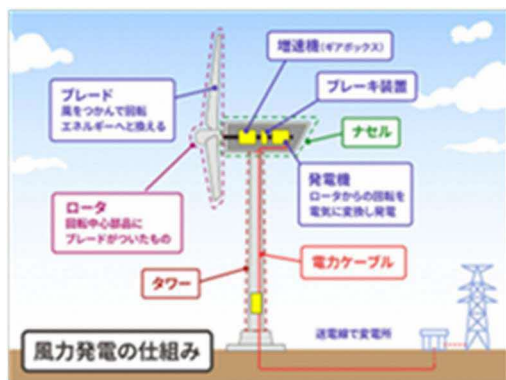 増速機(ギアボックス)
ブレーキ装置
ブレード
風をつかんで回転
エネルギーへと換える
ナセル
発電機
ロータからの回転を
電気に変換し発電
ロータ
回転中心部品に
ブレードがついたもの
電力ケーブル
タワー
送電線で変電所
風力発電の仕組み